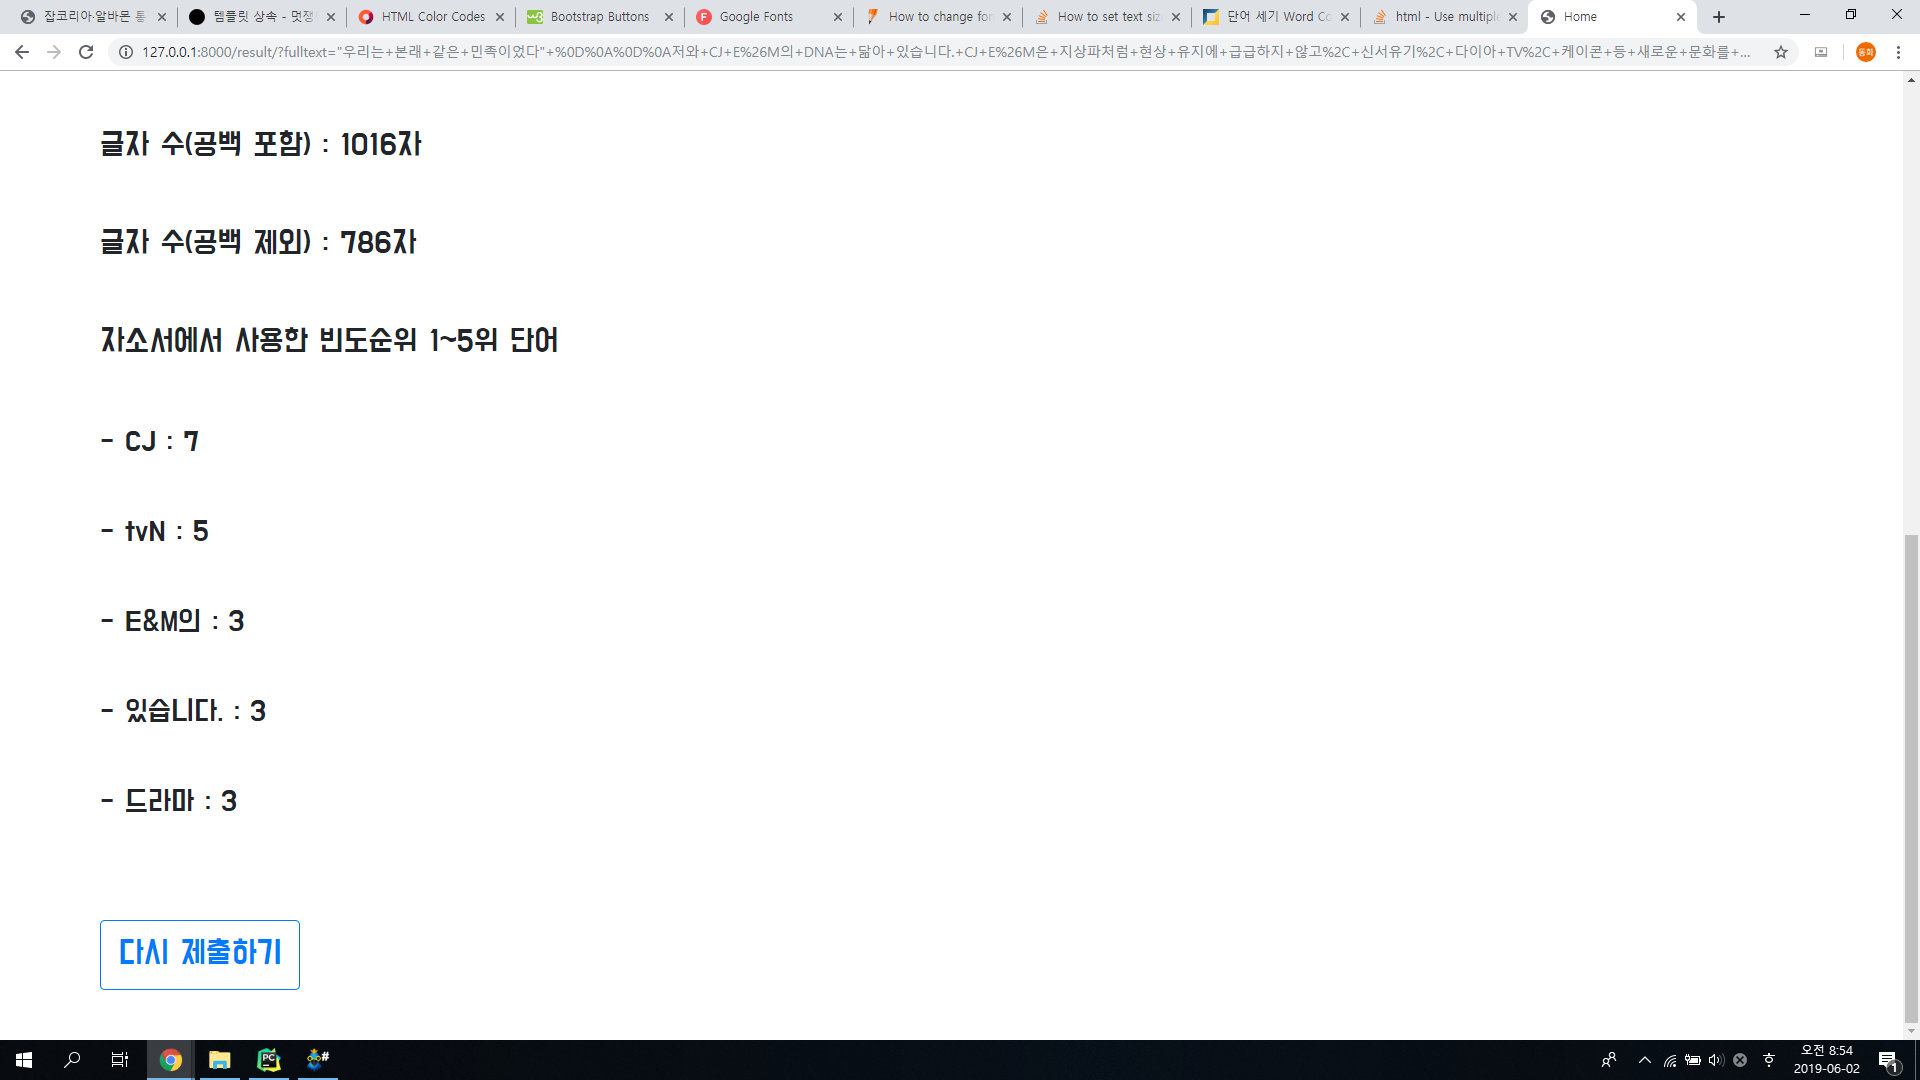 잡코리아·알바몬 통
템플릿 상속 - 멋쟁
HTML Color Codes
Bootstrap Buttons
Google Fonts
How to change for
How to set text siz
단어 세기 Word Co
html - Use multiple
Home
127.0.0.1:8000/result/?fulltext="우리는+본래+같은+민족이었다"+%0D%0A%0D%0A저와+CJ+E%26M의+DNA는+닮아+있습니다.+CJ+E%26M은+지상파처럼+현상+유지에+급급하지+않고%2C+신서유기%2C+다이아+TV%2C+케이콘+등+새로운+문화를+...
동화
글자 수(공백 포함) : 1016자
글자 수(공백 제외) : 786자
자소서에서 사용한 빈도순위 1~5위 단어
- CJ : 7
- tvN : 5
- E&M의 : 3
- 있습니다. : 3
- 드라마 : 3
다시 제출하기
오전 8:54
2019-06-02
1